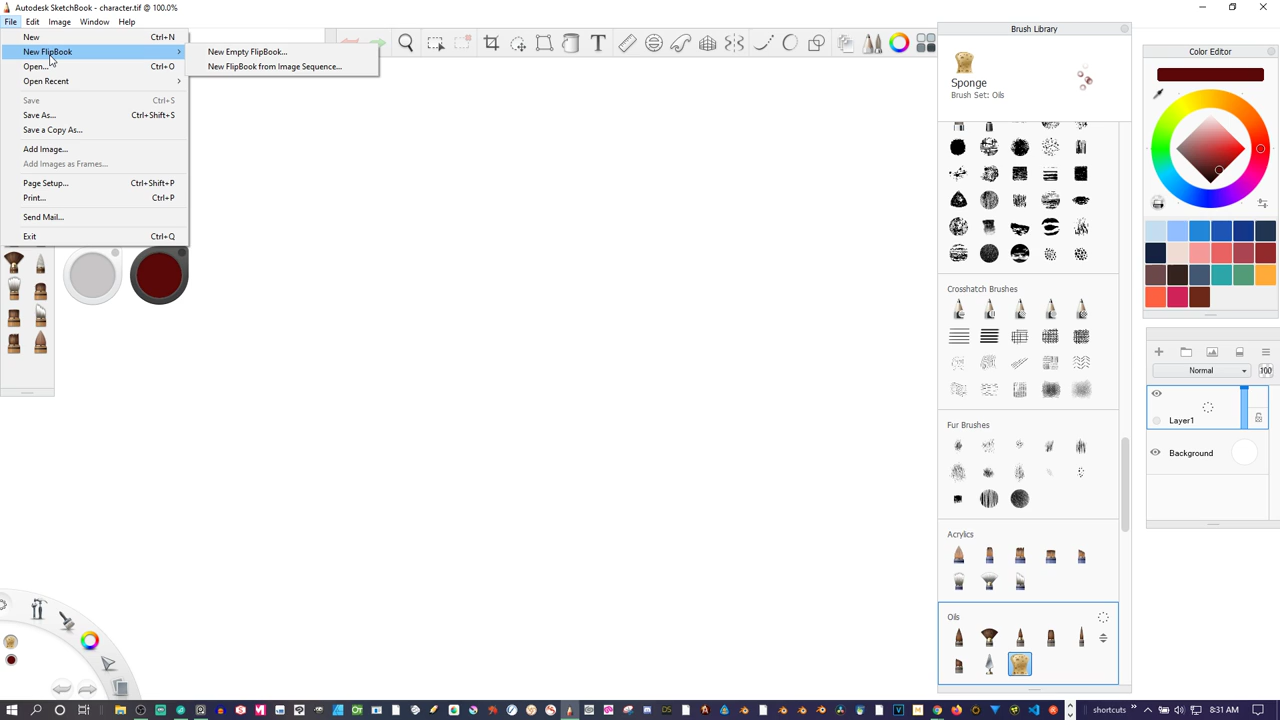 Autodesk SketchBook - character.tif @ 100.0%
File Edit Image Window Help
New Ctrl+N
New FlipBook
Open... Ctrl+O
Open Recent
Save Ctrl+S
Save As... Ctrl+Shift+S
Save a Copy As...
Add Image...
Add Images as Frames...
Page Setup... Ctrl+Shift+P
Print... Ctrl+P
Send Mail...
Exit Ctrl+Q
New Empty FlipBook...
New FlipBook from Image Sequence...
T
Brush Library
Sponge
Brush Set: Oils
Crosshatch Brushes
Fur Brushes
Acrylics
Oils
Color Editor
Normal 100
Layer1
Background
shortcuts 8:31 AM